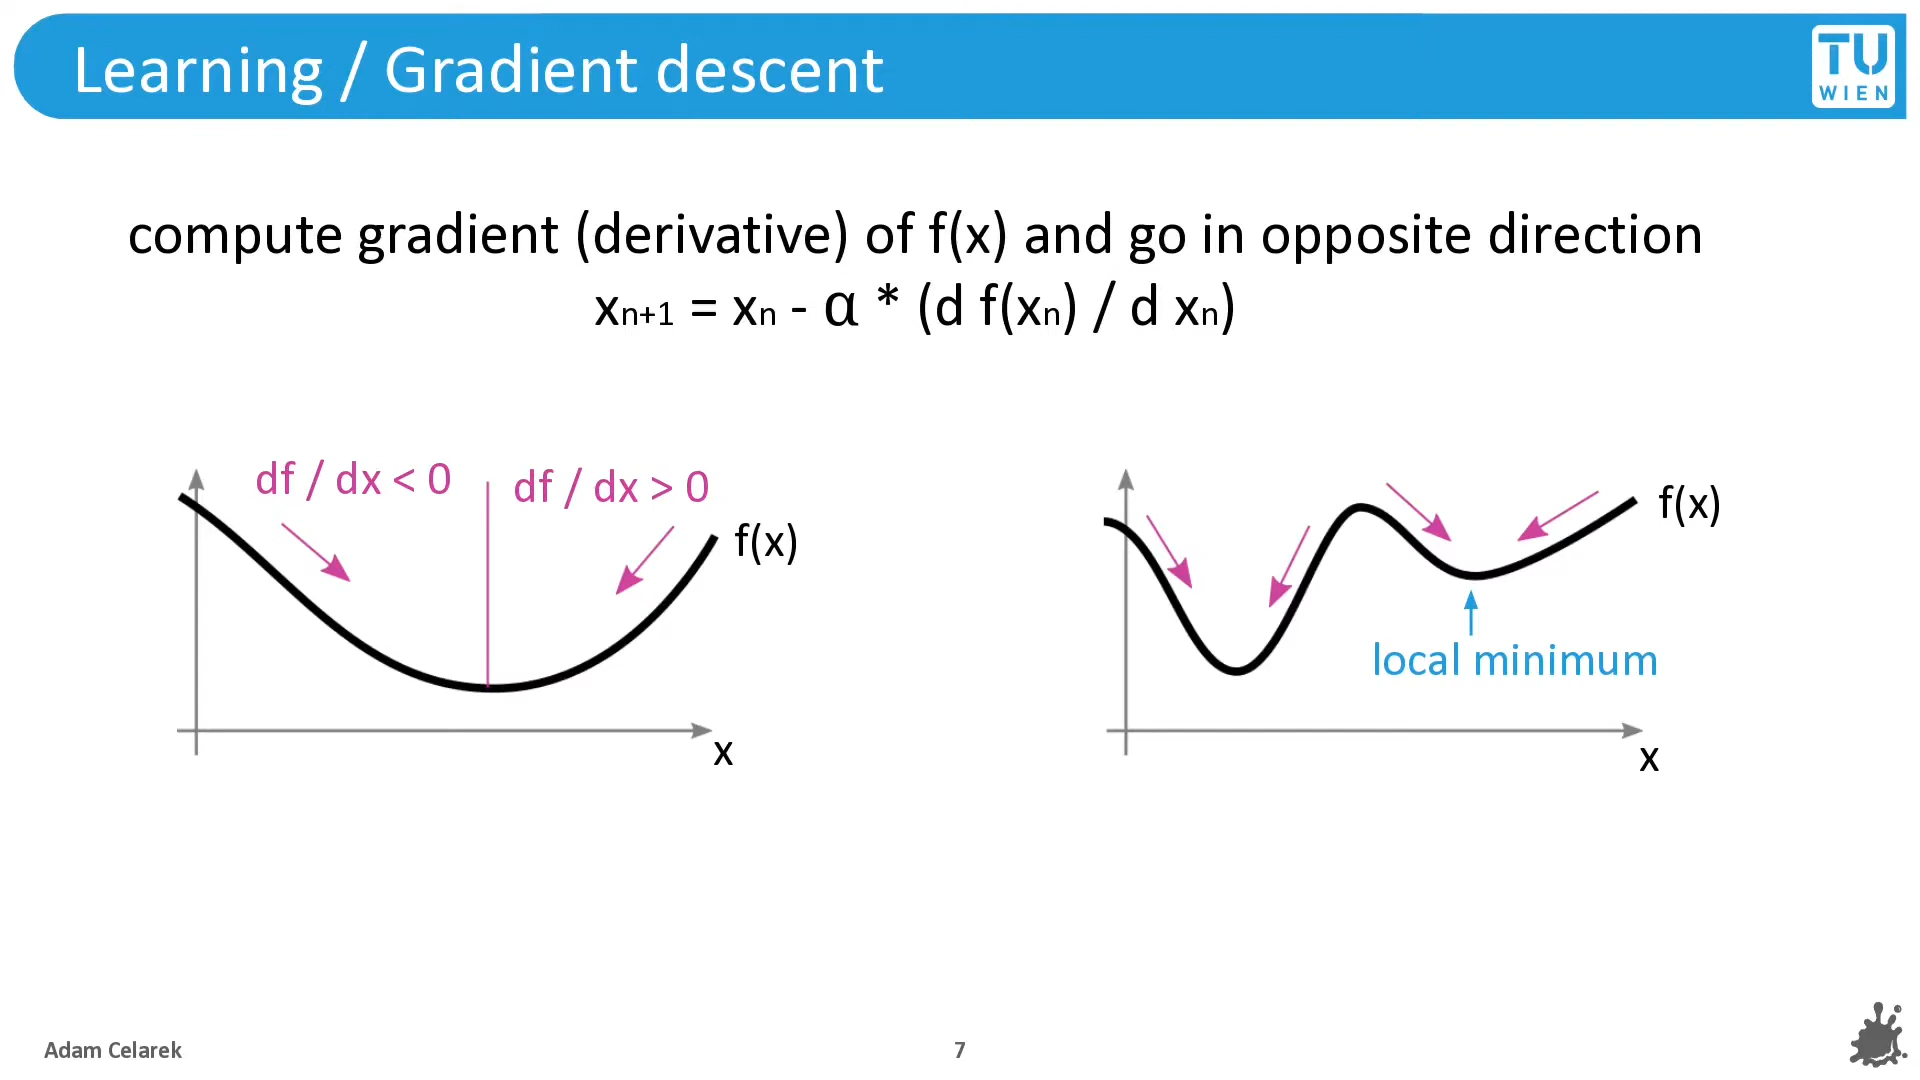 Learning / Gradient descent
TU
WIEN
compute gradient (derivative) of f(x) and go in opposite direction
xn+1 = xn - α * (d f(xn) / d xn)
df / dx < 0
df / dx > 0
f(x)
x
f(x)
local minimum
x
Adam Celarek
7